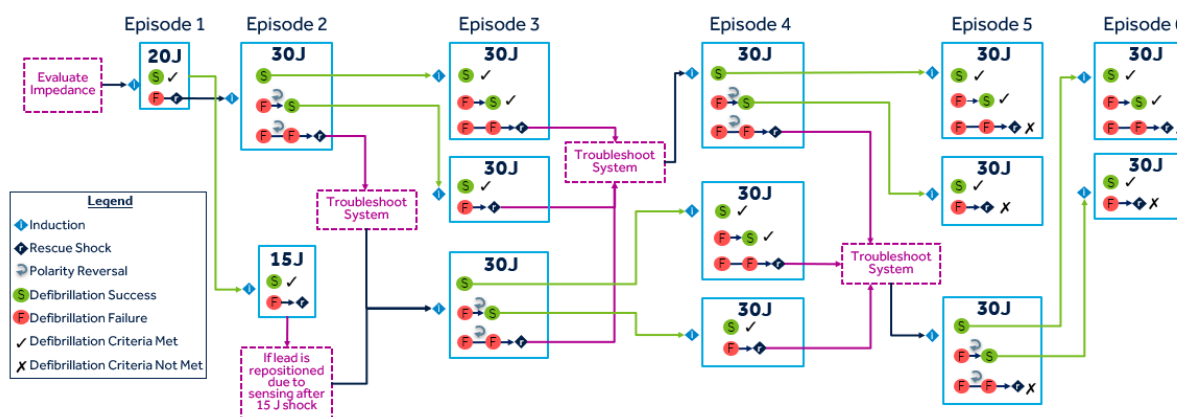 Episode 1
Episode 2
Episode 3
Episode 4
Episode 5
Episode 6
Evaluate
Impedance
20J
S ✓
F r
30J
S
F S
F F r
30J
S ✓
F S ✓
F F r
30J
S ✓
F r
Troubleshoot
System
30J
S
F S
F F r
30J
S ✓
F S ✓
F F r ✗
30J
S ✓
F r ✗
30J
S ✓
F S ✓
F F r
30J
S ✓
F r ✗
Legend
i Induction
r Rescue Shock
Polarity Reversal
S Defibrillation Success
F Defibrillation Failure
✓ Defibrillation Criteria Met
✗ Defibrillation Criteria Not Met
Troubleshoot
System
15J
S ✓
F r
If lead is
repositioned
due to
sensing after
15 J shock
30J
S
F S
F F r
30J
S ✓
F S ✓
F F r
30J
S ✓
F r
Troubleshoot
System
30J
S
F S
F F r ✗